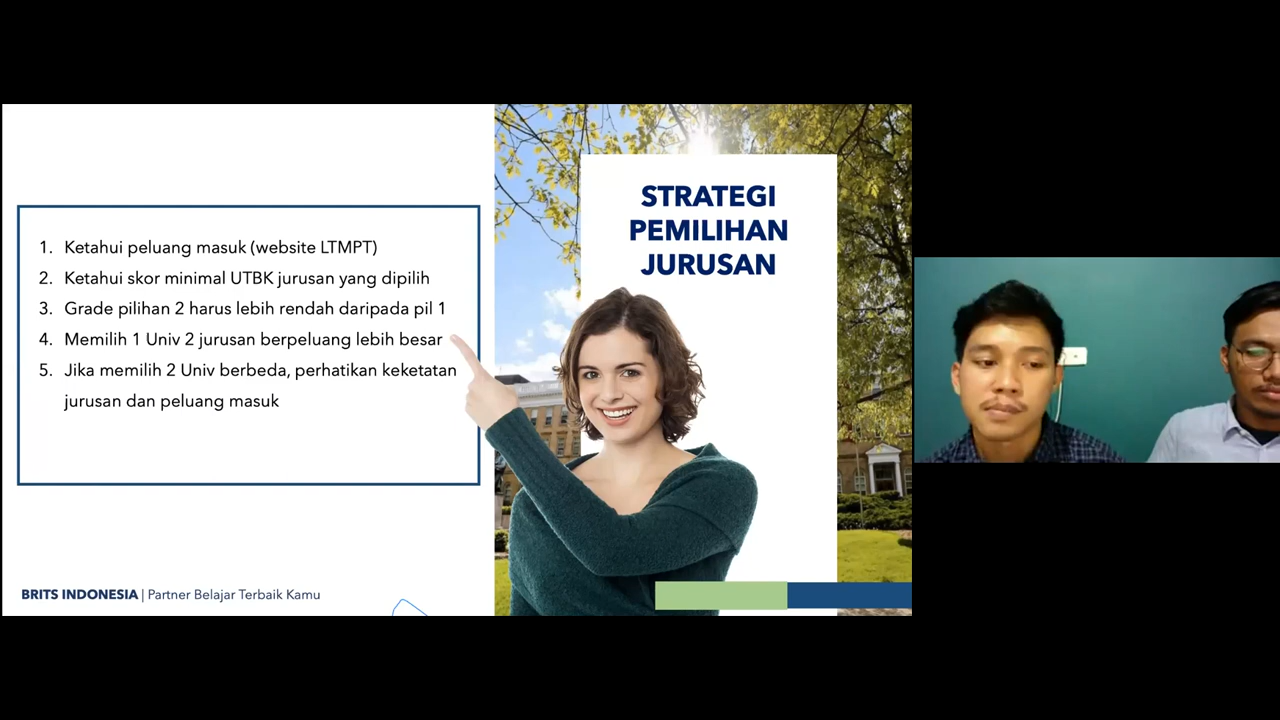 STRATEGI
PEMILIHAN
JURUSAN
1. Ketahui peluang masuk (website LTMPT)
2. Ketahui skor minimal UTBK jurusan yang dipilih
3. Grade pilihan 2 harus lebih rendah daripada pil 1
4. Memilih 1 Univ 2 jurusan berpeluang lebih besar
5. Jika memilih 2 Univ berbeda, perhatikan keketatan
jurusan dan peluang masuk
BRITS INDONESIA | Partner Belajar Terbaik Kamu